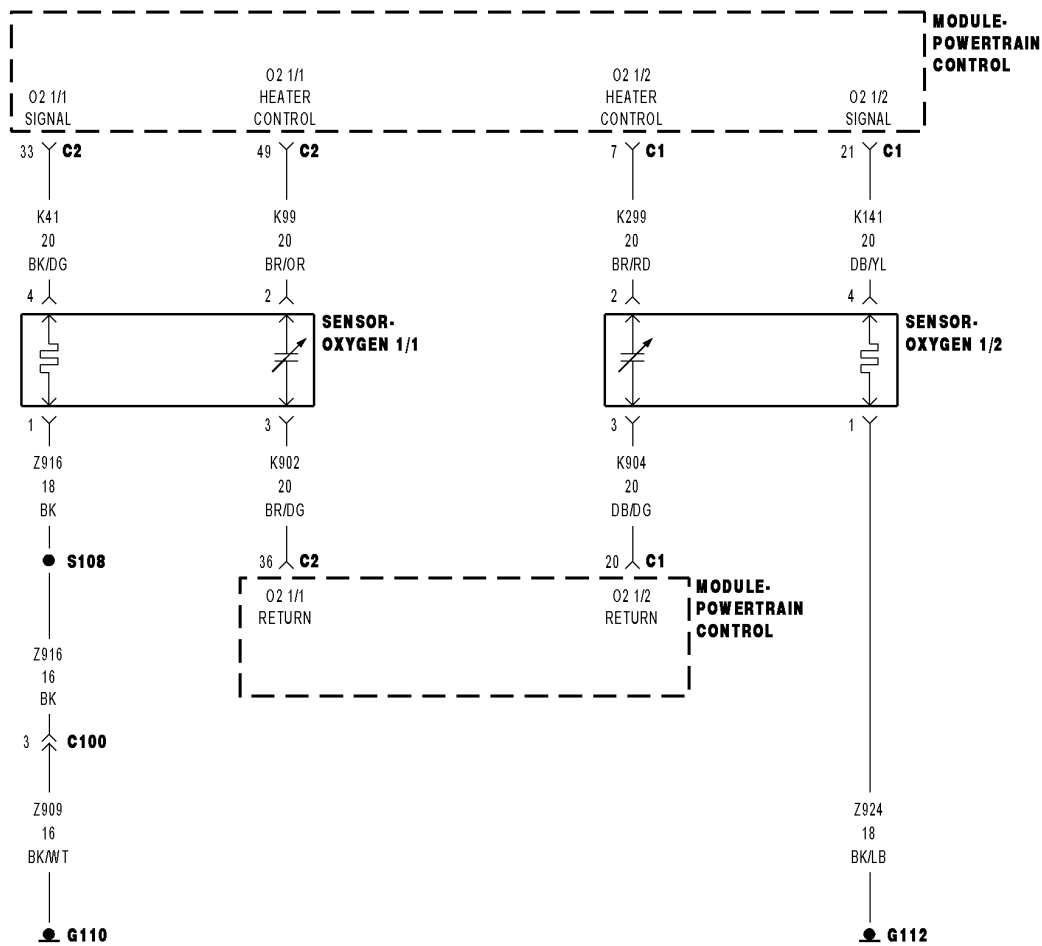 MODULE-
POWERTRAIN
CONTROL
O2 1/1
SIGNAL
O2 1/1
HEATER
CONTROL
O2 1/2
HEATER
CONTROL
O2 1/2
SIGNAL
33 C2
49 C2
7 C1
21 C1
K41
20
BK/DG
K99
20
BR/OR
K299
20
BR/RD
K141
20
DB/YL
4
2
2
4
SENSOR-
OXYGEN 1/1
SENSOR-
OXYGEN 1/2
1
3
3
1
Z916
18
BK
K902
20
BR/DG
K904
20
DB/DG
S108
36 C2
20 C1
O2 1/1
RETURN
O2 1/2
RETURN
MODULE-
POWERTRAIN
CONTROL
Z916
16
BK
3 C100
Z909
16
BK/WT
Z924
18
BK/LB
G110
G112